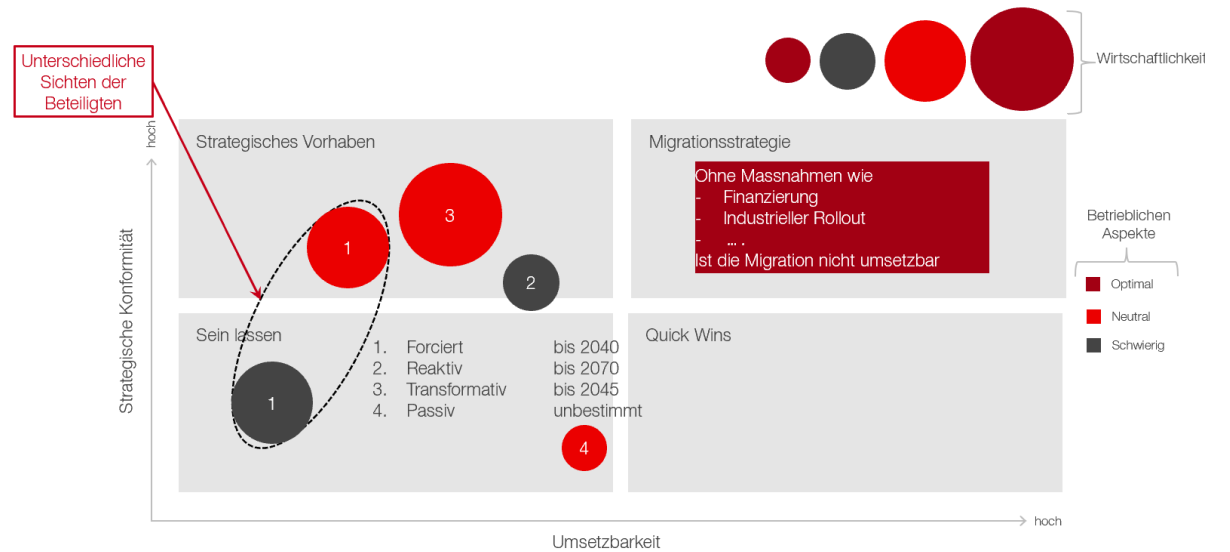 Unterschiedliche
Sichten der
Beteiligten
Wirtschaftlichkeit
hoch
Strategische Konformität
Strategisches Vorhaben
1
3
2
Migrationsstrategie
Ohne Massnahmen wie
- Finanzierung
- Industrieller Rollout
- ... .
Ist die Migration nicht umsetzbar
Betrieblichen
Aspekte
Optimal
Neutral
Schwierig
Sein lassen
1. Forciert bis 2040
2. Reaktiv bis 2070
3. Transformativ bis 2045
4. Passiv unbestimmt
1
4
Quick Wins
hoch
Umsetzbarkeit